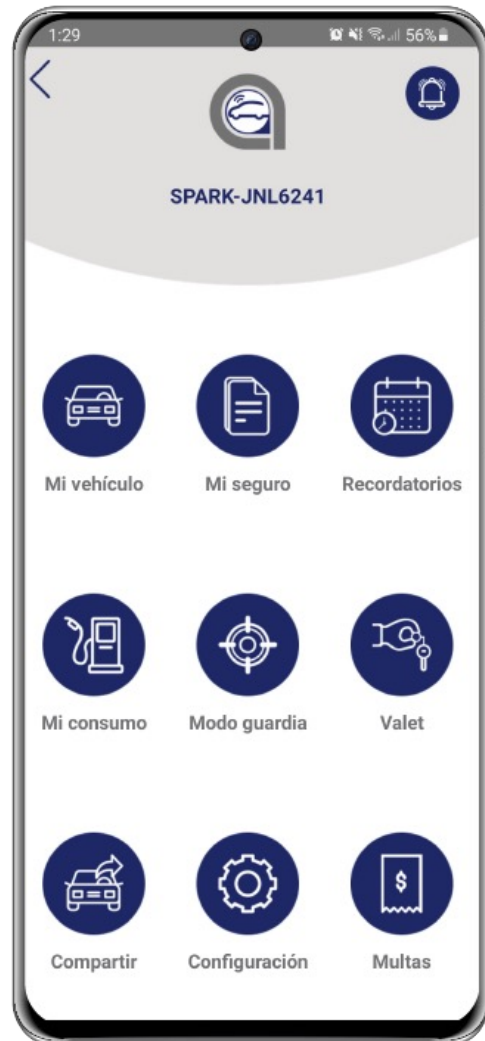 1:29
56%
SPARK-JNL6241
Mi vehículo
Mi seguro
Recordatorios
Mi consumo
Modo guardia
Valet
$
Compartir
Configuración
Multas